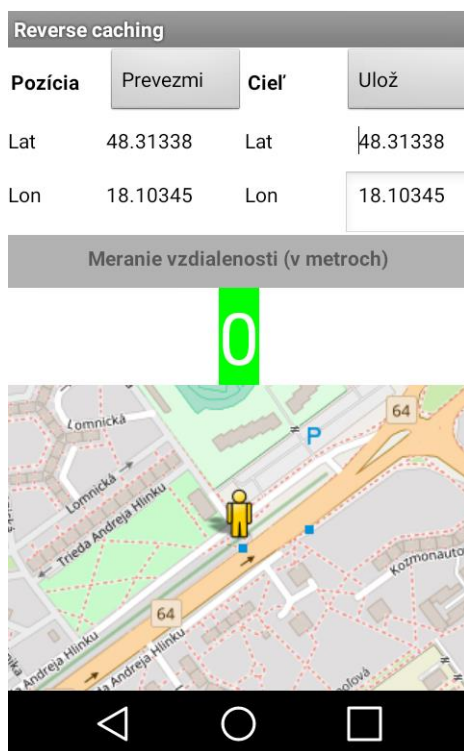 Reverse caching
Pozícia Prevezmi Cieľ Ulož
Lat 48.31338 Lat 48.31338
Lon 18.10345 Lon 18.10345
Meranie vzdialenosti (v metroch)
0
64
Lomnická
P
Lomnická
Trieda Andreja Hlinku
Kozmonauto
64
Andreja Hlinku
Andreja Hlinku